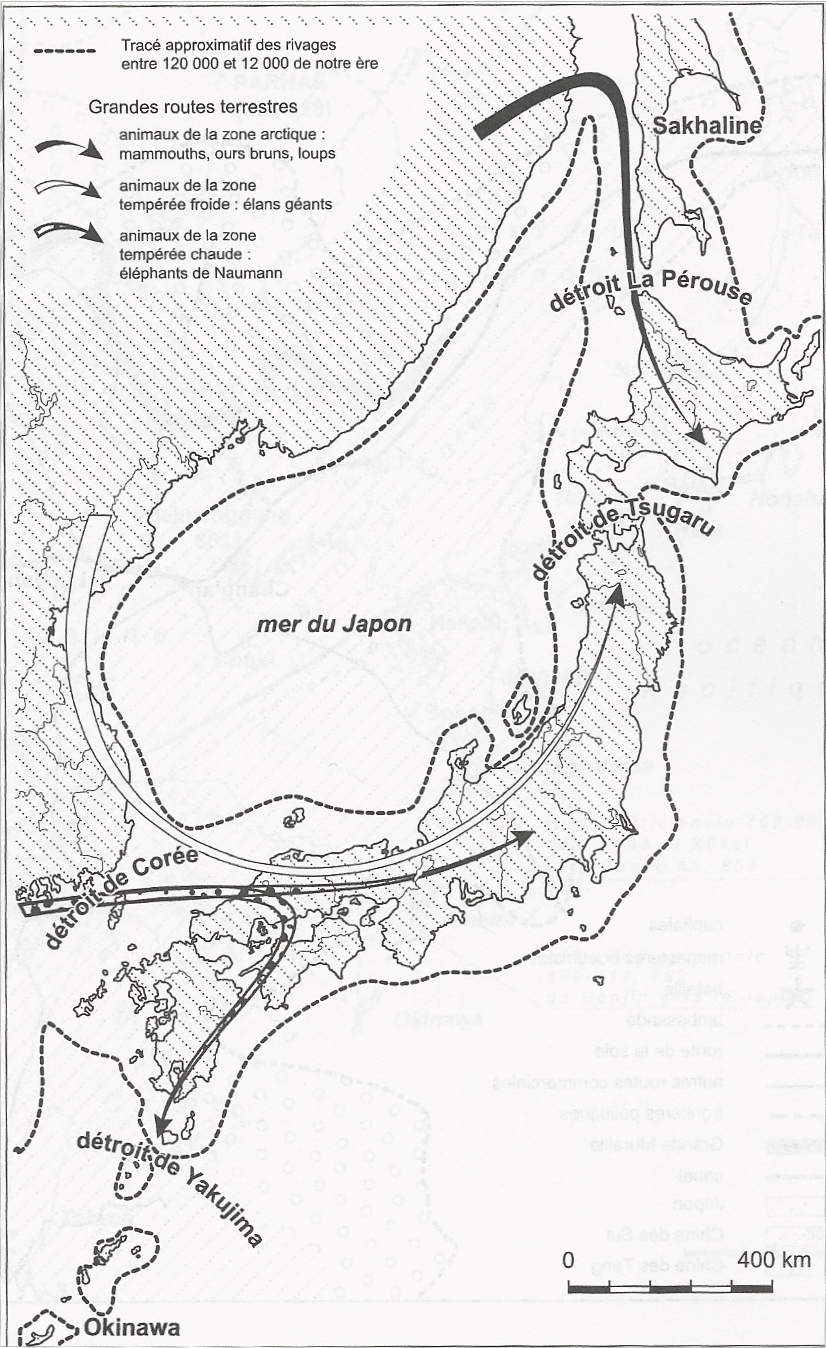 Tracé approximatif des rivages
entre 120 000 et 12 000 de notre ère
Grandes routes terrestres
animaux de la zone arctique :
mammouths, ours bruns, loups
animaux de la zone
tempérée froide : élans géants
animaux de la zone
tempérée chaude :
éléphants de Naumann
Sakhaline
détroit La Pérouse
détroit de Tsugaru
mer du Japon
détroit de Corée
détroit de Yakujima
0 400 km
Okinawa